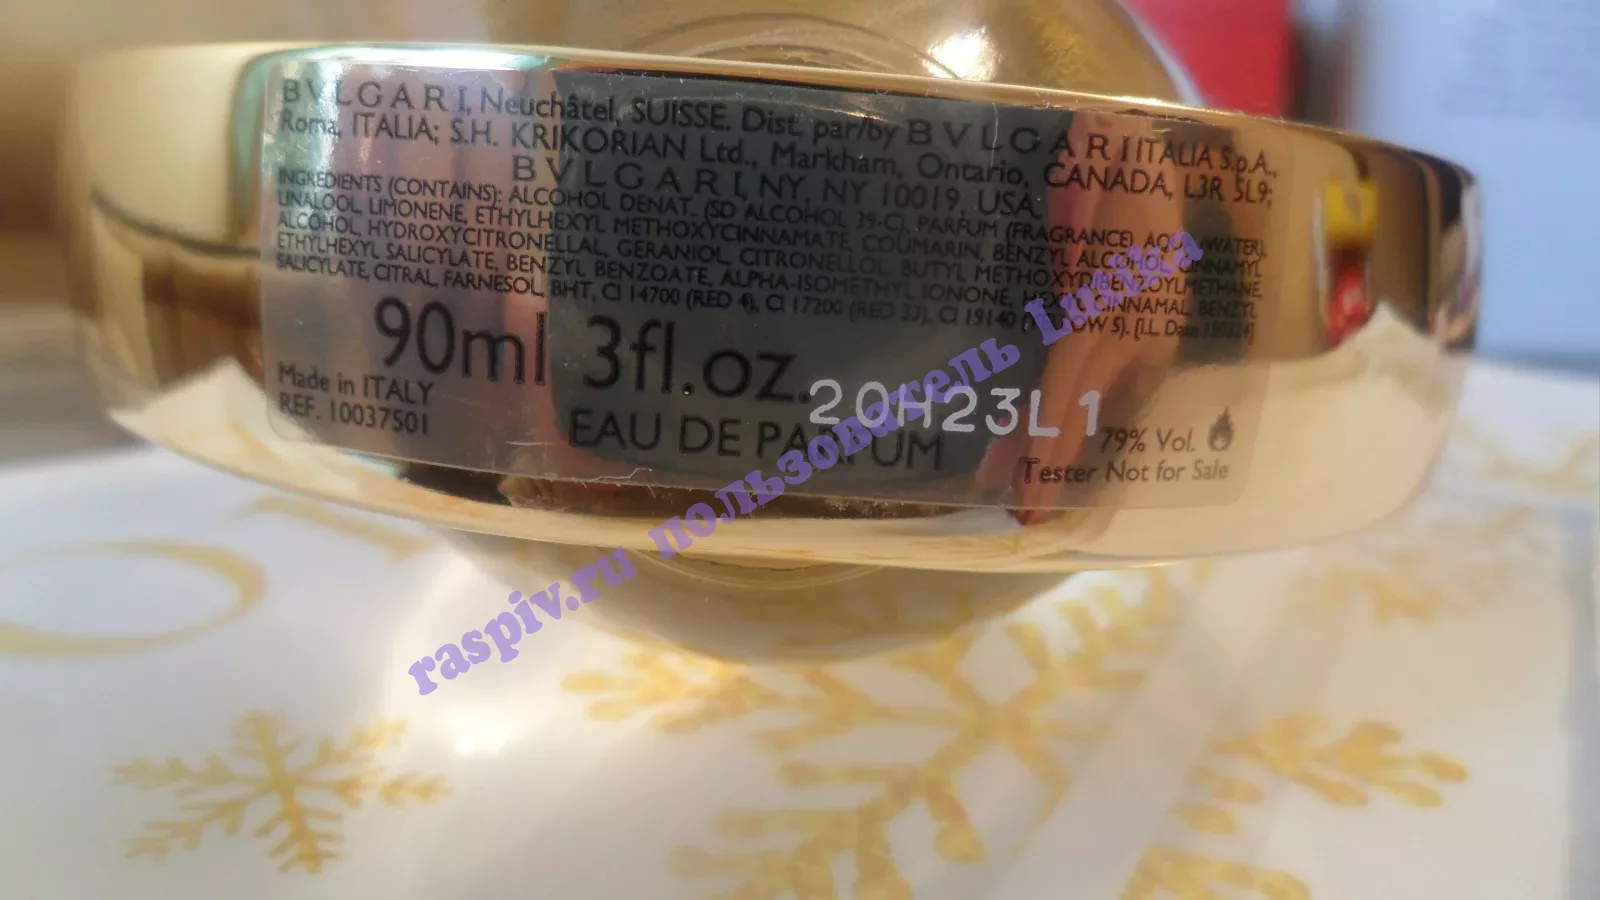 BVLGARI, Neuchâtel, SUISSE. Dist. par/by BVLGARI ITALIA S.p.A.,
Roma, ITALIA; S.H. KRIKORIAN Ltd., Markham, Ontario, CANADA, L3R 5L9;
BVLGARI, NY, NY 10019, USA.
INGREDIENTS (CONTAINS): ALCOHOL DENAT. (SD ALCOHOL 39-C), PARFUM (FRAGRANCE), AQUA (WATER),
LINALOOL, LIMONENE, ETHYLHEXYL METHOXYCINNAMATE, COUMARIN, BENZYL ALCOHOL, CINNAMYL
ALCOHOL, HYDROXYCITRONELLAL, GERANIOL, CITRONELLOL, BUTYL METHOXYDIBENZOYLMETHANE,
ETHYLHEXYL SALICYLATE, BENZYL BENZOATE, ALPHA-ISOMETHYL IONONE, HEXYL CINNAMAL, BENZYL
SALICYLATE, CITRAL, FARNESOL, BHT, CI 14700 (RED 4), CI 17200 (RED 33), CI 19140 (YELLOW 5). [I.L. Dose
90ml 3fl.oz.
20H23L1
Made in ITALY
REF. 10037501
EAU DE PARFUM
79% Vol.
Tester Not for Sale
raspiv.ru пользователь